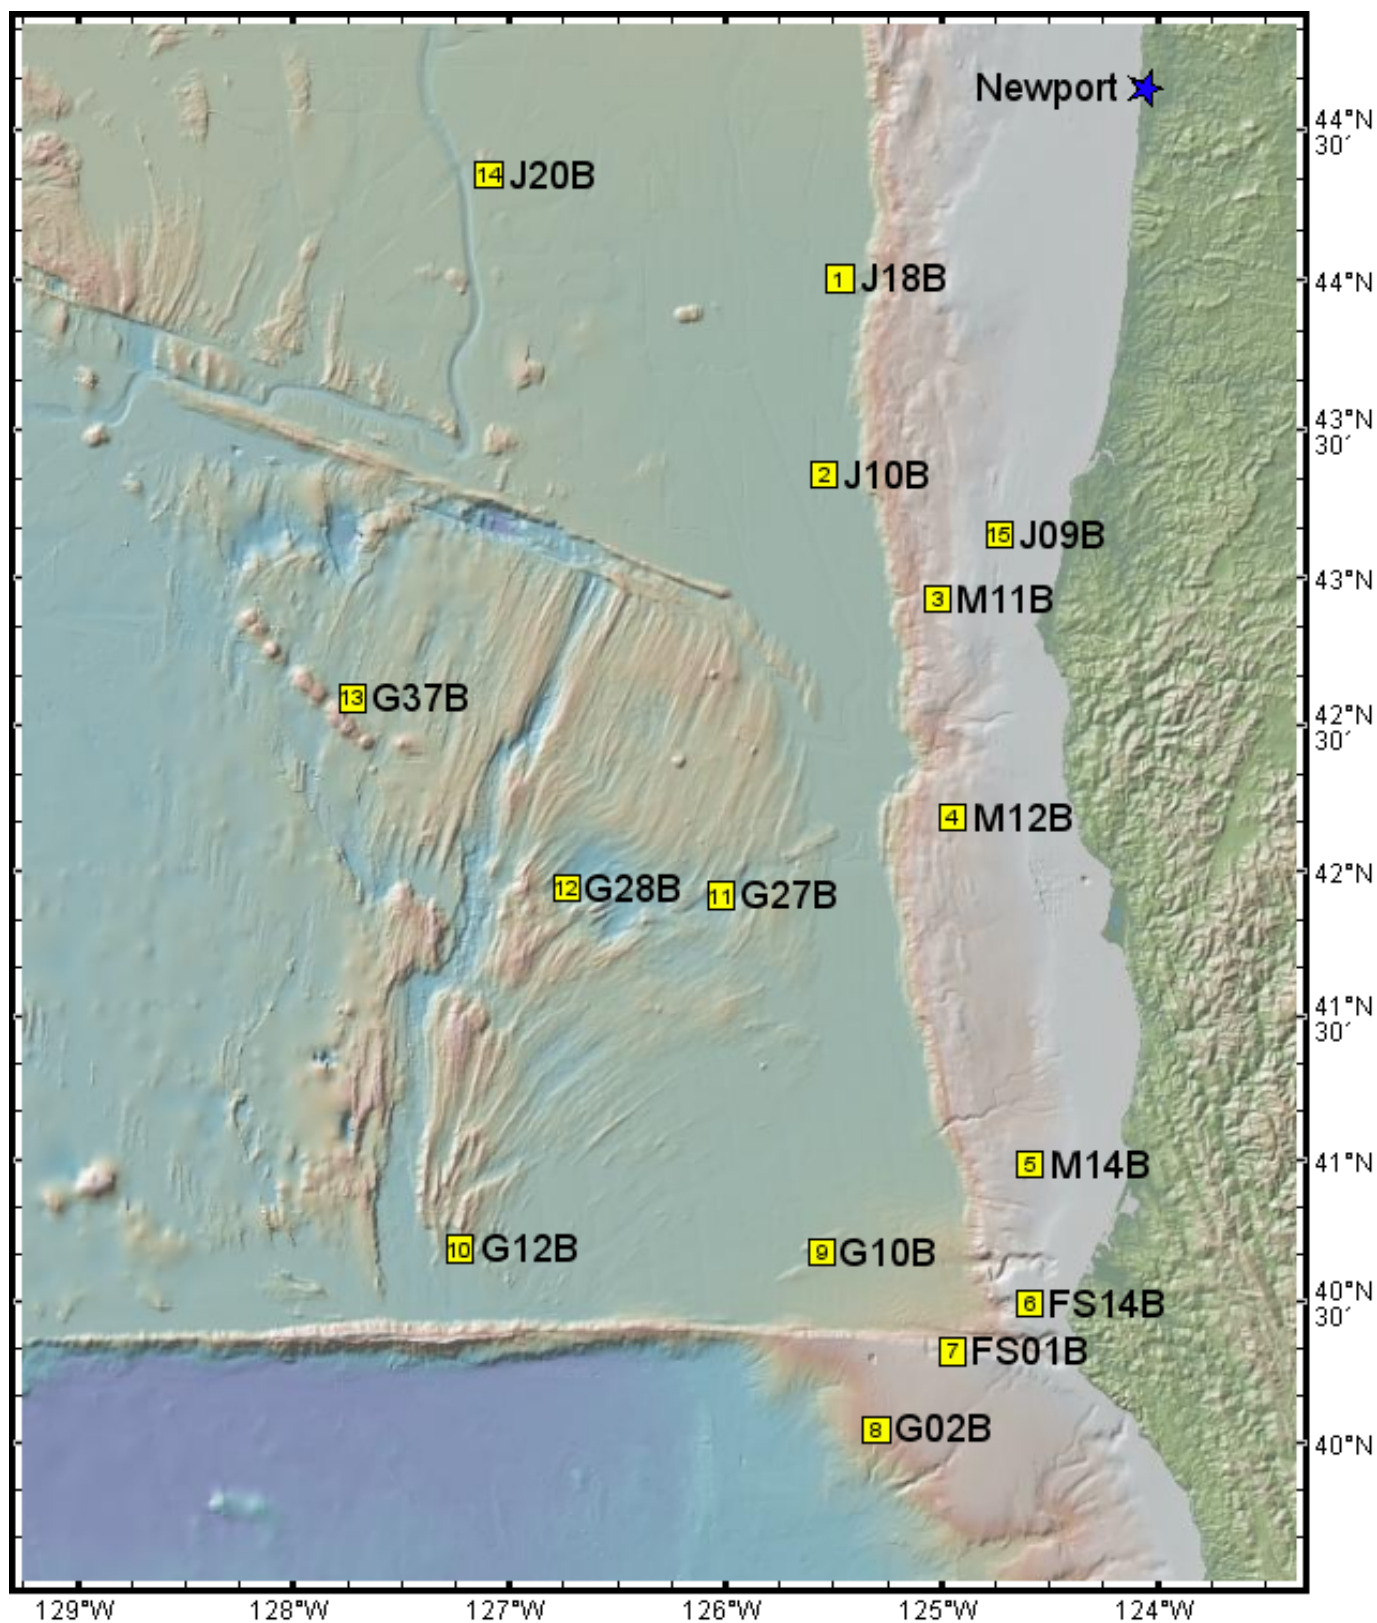 Newport
44°N
30´
14 J20B
1 J18B
44°N
43°N
30´
2 J10B
15 J09B
43°N
3 M11B
13 G37B
42°N
30´
4 M12B
42°N
12 G28B
11 G27B
41°N
30´
5 M14B
41°N
10 G12B
9 G10B
40°N
30´
6 FS14B
7 FS01B
8 G02B
40°N
129°W 128°W 127°W 126°W 125°W 124°W